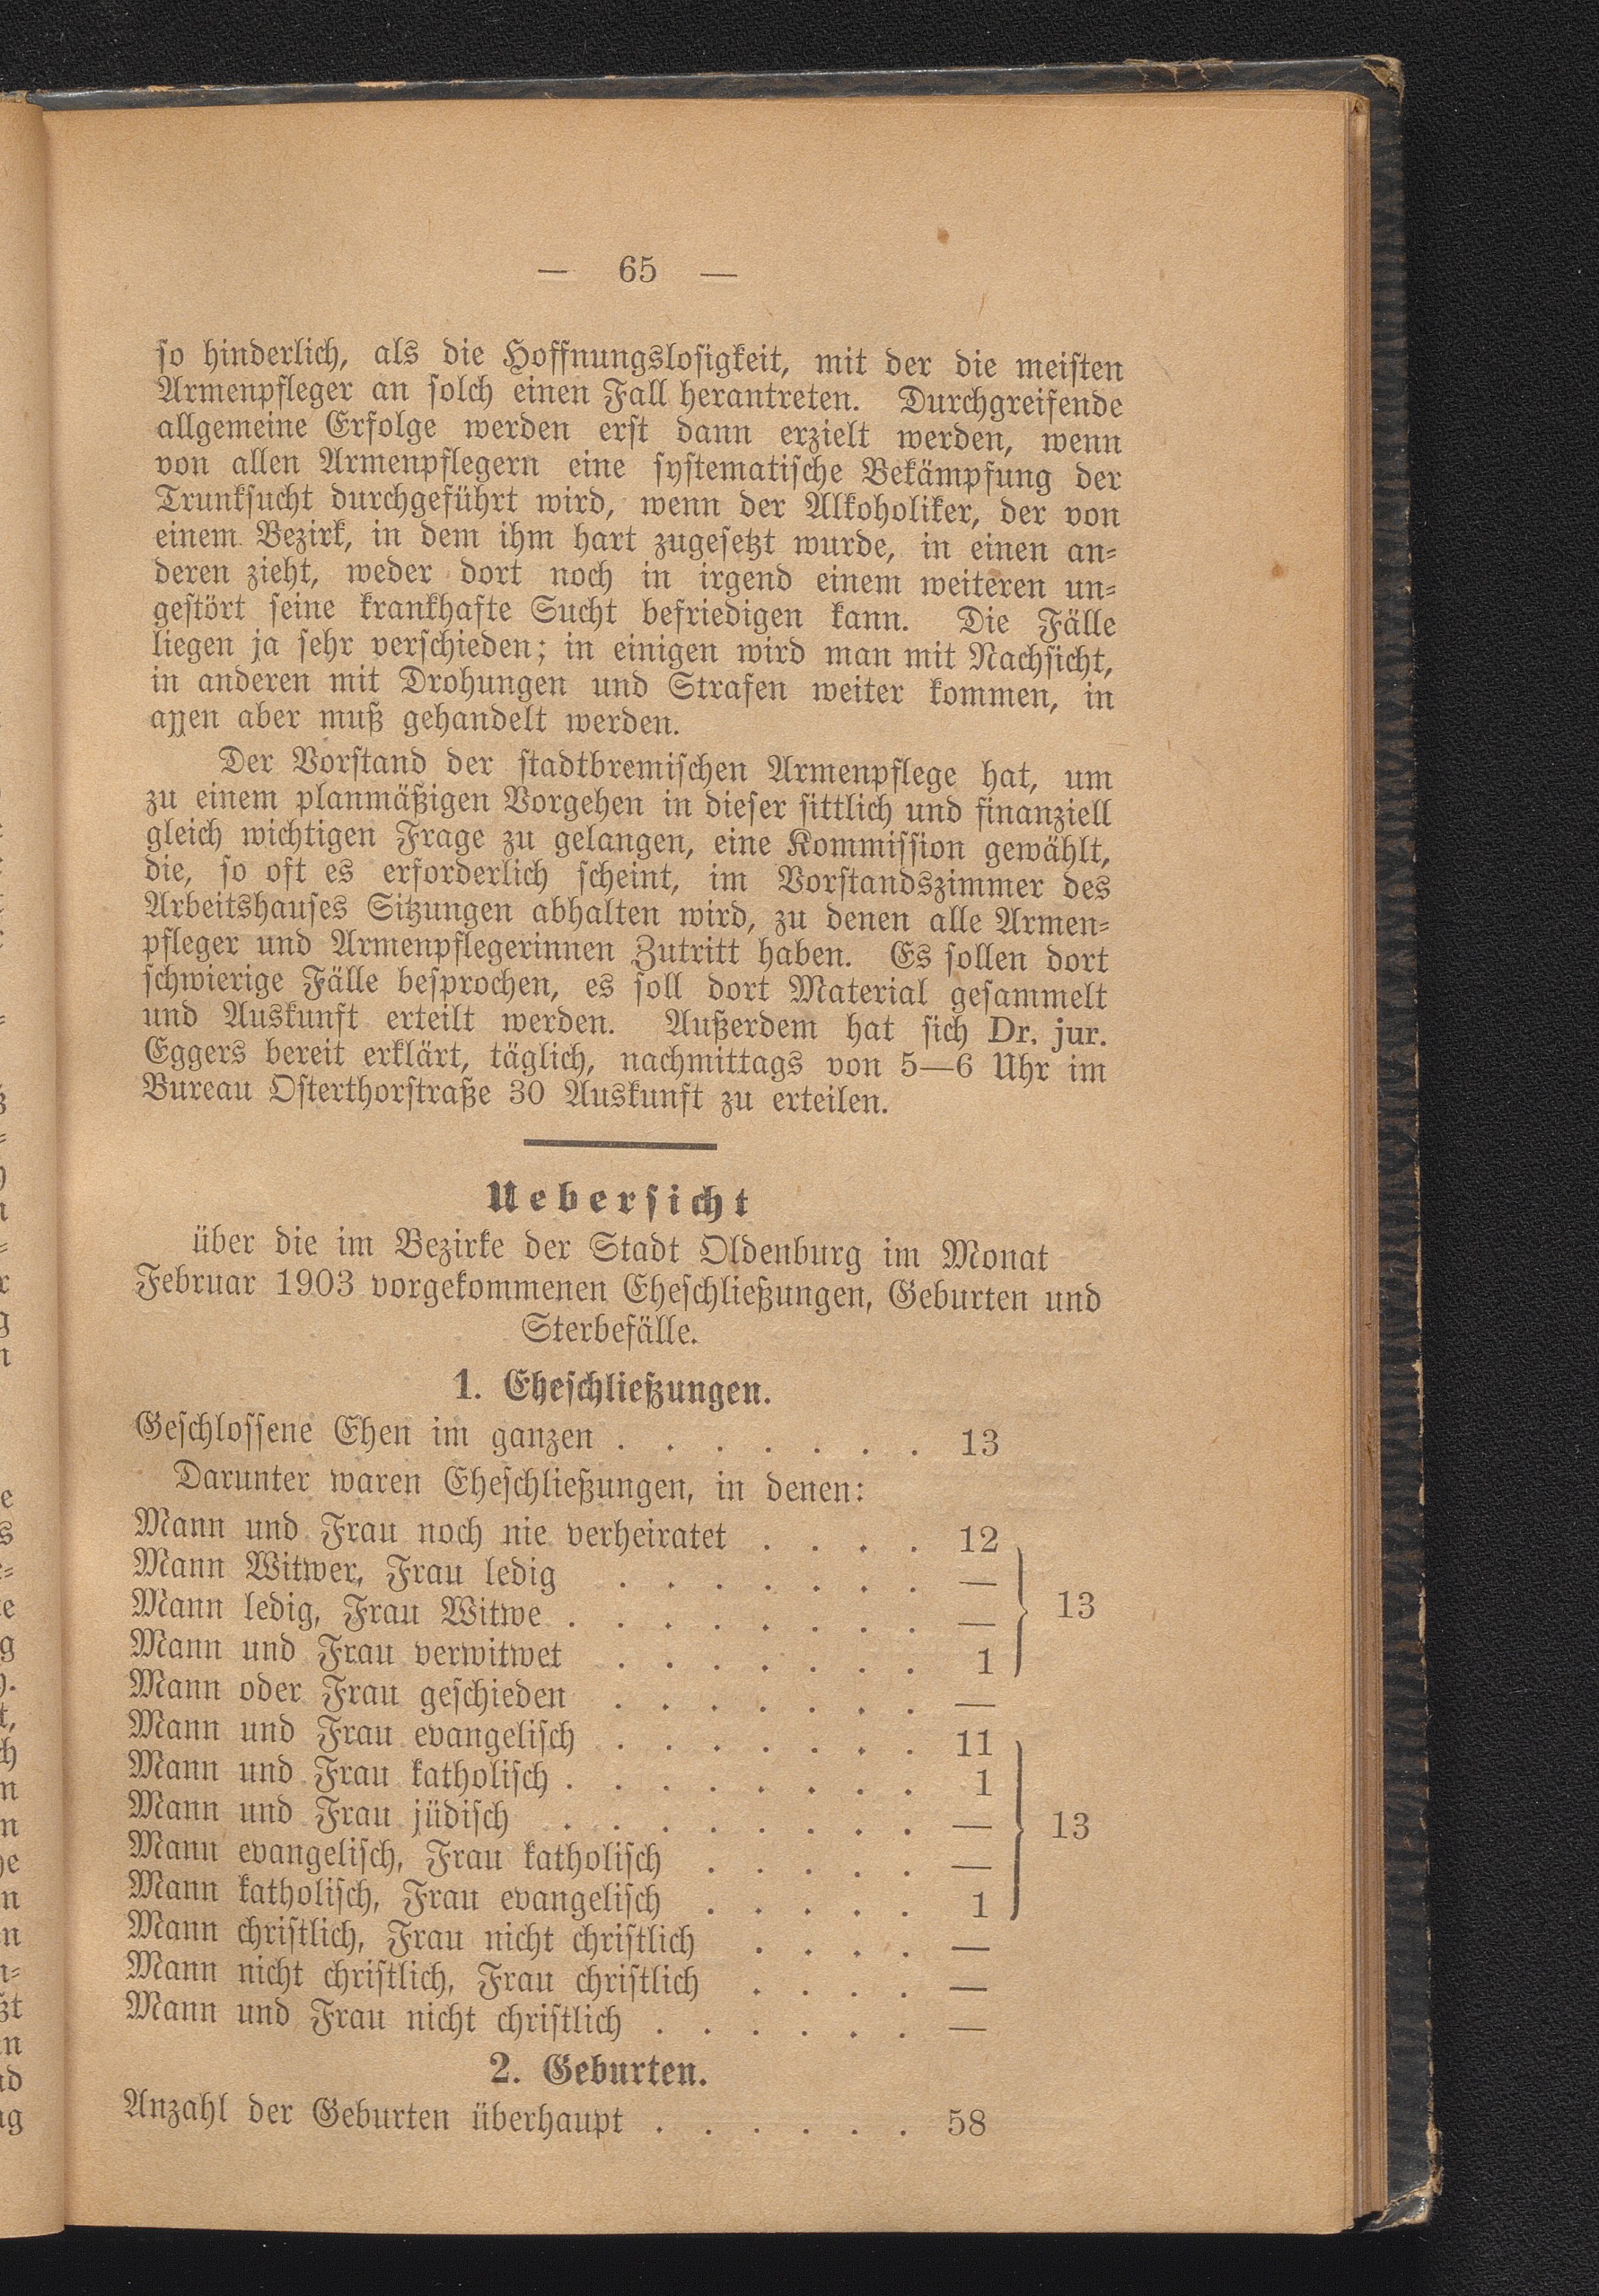 — 65 —
so hinderlich, als die Hoffnungslosigkeit, mit der die meisten
Armenpfleger an solch einen Fall herantreten. Durchgreifende
allgemeine Erfolge werden erst dann erzielt werden, wenn
von allen Armenpflegern eine systematische Bekämpfung der
Trunksucht durchgeführt wird, wenn der Alkoholiker, der von
einem Bezirk, in dem ihm hart zugesetzt wurde, in einen an-
deren zieht, weder dort noch in irgend einem weiteren un-
gestört seine krankhafte Sucht befriedigen kann. Die Fälle
liegen ja sehr verschieden; in einigen wird man mit Nachsicht,
in anderen mit Drohungen und Strafen weiter kommen, in
allen aber muß gehandelt werden.
Der Vorstand der stadtbremischen Armenpflege hat, um
zu einem planmäßigen Vorgehen in dieser sittlich und finanziell
gleich wichtigen Frage zu gelangen, eine Kommission gewählt,
die, so oft es erforderlich scheint, im Vorstandszimmer des
Arbeitshauses Sitzungen abhalten wird, zu denen alle Armen-
pfleger und Armenpflegerinnen Zutritt haben. Es sollen dort
schwierige Fälle besprochen, es soll dort Material gesammelt
und Auskunft erteilt werden. Außerdem hat sich Dr. jur.
Eggers bereit erklärt, täglich, nachmittags von 5—6 Uhr im
Bureau Osterthorstraße 30 Auskunft zu erteilen.
Uebersicht
über die im Bezirke der Stadt Oldenburg im Monat
Februar 1903 vorgekommenen Eheschließungen, Geburten und
Sterbefälle.
1. Eheschließungen.
Geschlossene Ehen im ganzen . . . . . . . 13
Darunter waren Eheschließungen, in denen:
Mann und Frau noch nie verheiratet . . . . 12
Mann Witwer, Frau ledig . . . . . . . —
Mann ledig, Frau Witwe . . . . . . . . — } 13
Mann und Frau verwitwet . . . . . . . 1
Mann oder Frau geschieden . . . . . . . —
Mann und Frau evangelisch . . . . . . . 11
Mann und Frau katholisch . . . . . . . . 1
Mann und Frau jüdisch . . . . . . . . — } 13
Mann evangelisch, Frau katholisch . . . . . —
Mann katholisch, Frau evangelisch . . . . . 1
Mann christlich, Frau nicht christlich . . . . —
Mann nicht christlich, Frau christlich . . . . —
Mann und Frau nicht christlich . . . . . . —
2. Geburten.
Anzahl der Geburten überhaupt . . . . . . 58